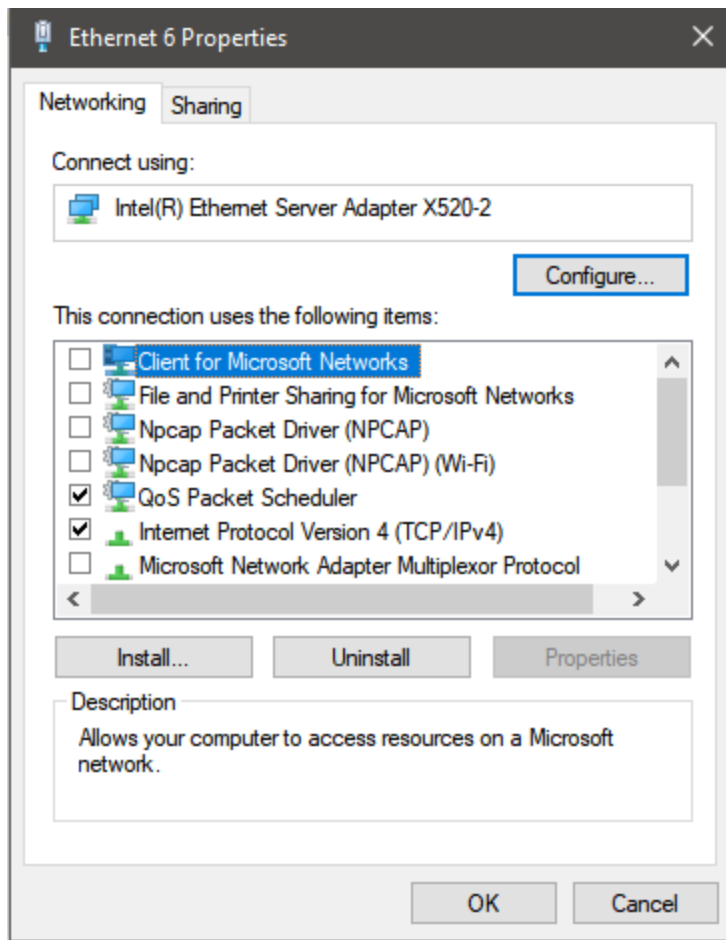 Ethernet 6 Properties
Networking
Sharing
Connect using:
Intel(R) Ethernet Server Adapter X520-2
Configure...
This connection uses the following items:
Client for Microsoft Networks
File and Printer Sharing for Microsoft Networks
Npcap Packet Driver (NPCAP)
Npcap Packet Driver (NPCAP) (Wi-Fi)
QoS Packet Scheduler
Internet Protocol Version 4 (TCP/IPv4)
Microsoft Network Adapter Multiplexor Protocol
Install...
Uninstall
Properties
Description
Allows your computer to access resources on a Microsoft
network.
OK
Cancel